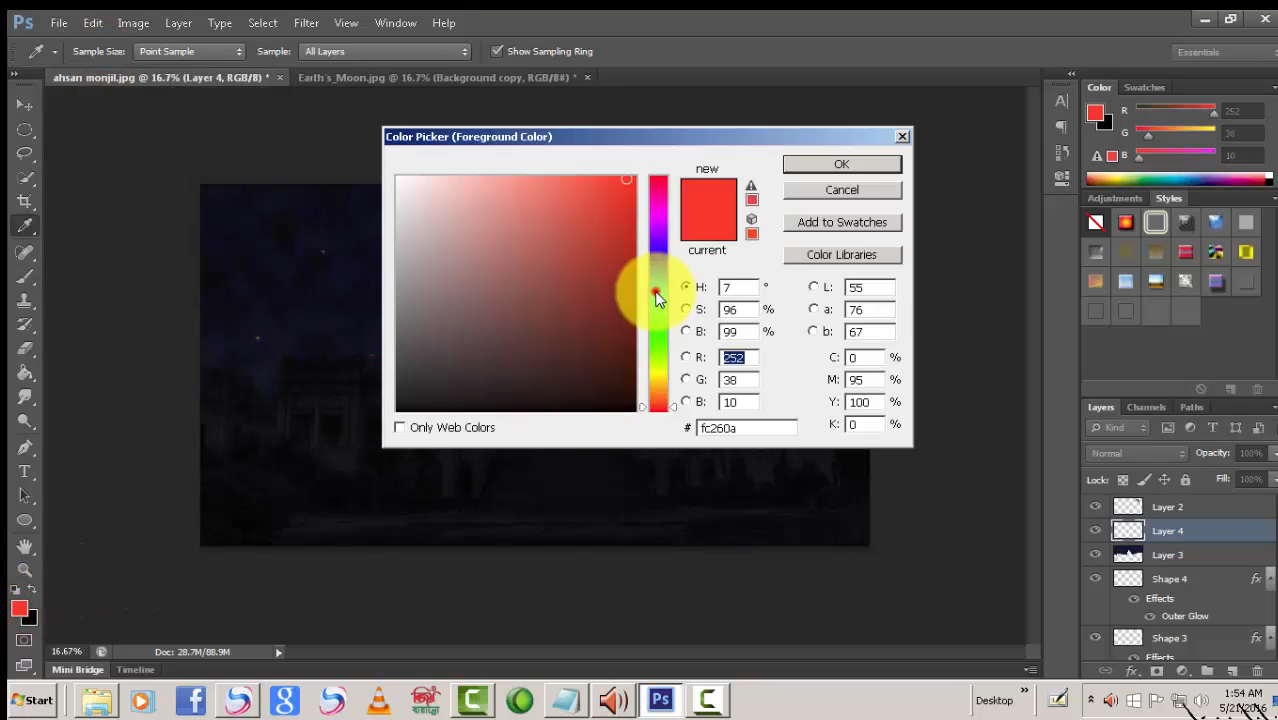 Ps File Edit Image Layer Type Select Filter View Window Help
Sample Size: Point Sample Sample: All Layers Show Sampling Ring Essentials
ahsan monjil.jpg @ 16.7% (Layer 4, RGB/8) * × Earth's_Moon.jpg @ 16.7% (Background copy, RGB/8#) * ×
Color Swatches
R 252
G 38
B 10
Color Picker (Foreground Color)
new
current
OK
Cancel
Add to Swatches
Color Libraries
H: 7 ° L: 55
S: 96 % a: 76
B: 99 % b: 67
R: 252 C: 0 %
G: 38 M: 95 %
B: 10 Y: 100 %
# fc260a K: 0 %
Only Web Colors
Adjustments Styles
Layers Channels Paths
Kind
Normal Opacity: 100%
Lock: Fill: 100%
Layer 2
Layer 4
Layer 3
Shape 4 fx
Effects
Outer Glow
Shape 3 fx
Effects
16.67% Doc: 28.7M/88.9M
Mini Bridge Timeline
Start
Desktop
1:54 AM
5/21/2016